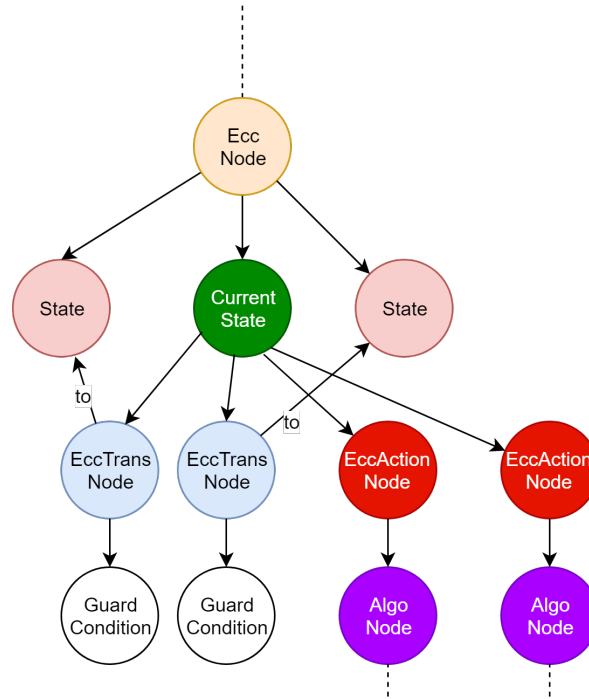 Ecc
Node
State
Current
State
State
to
to
EccTrans
Node
EccTrans
Node
EccAction
Node
EccAction
Node
Guard
Condition
Guard
Condition
Algo
Node
Algo
Node